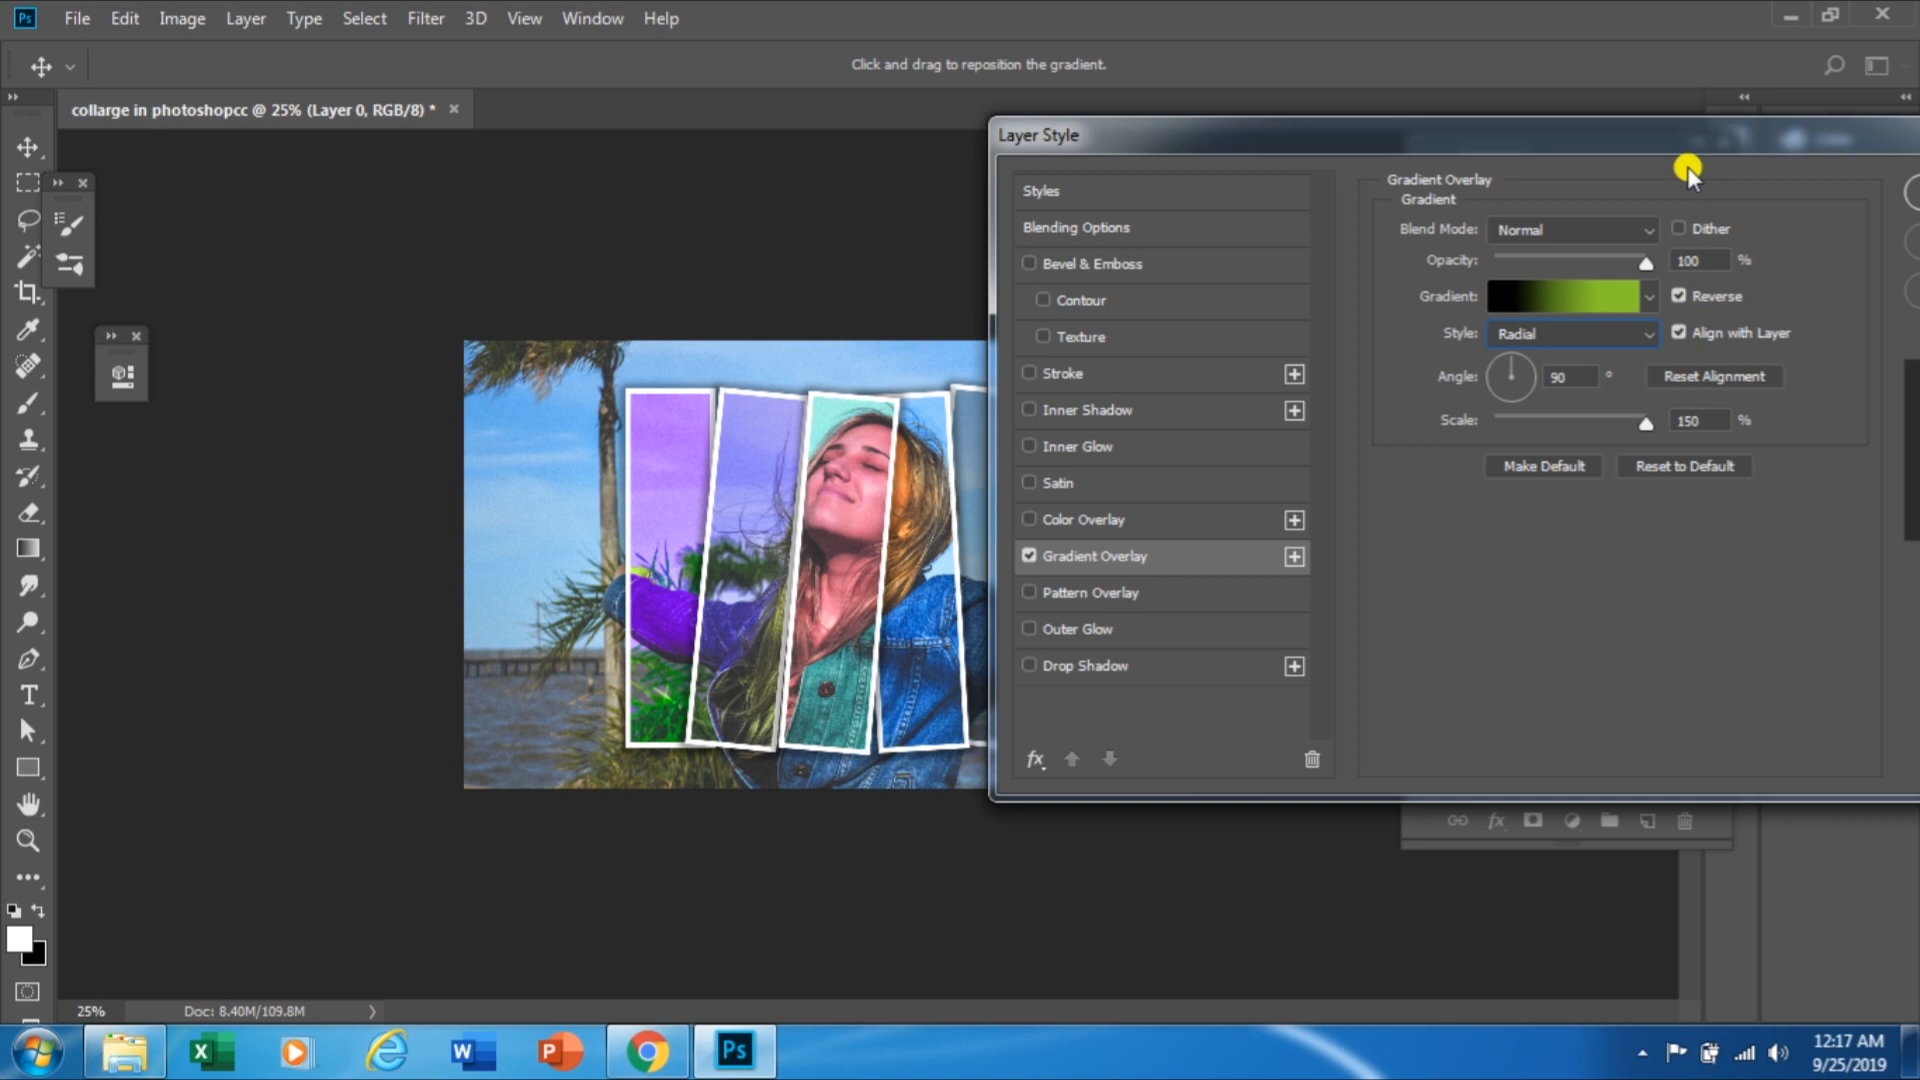 Ps File Edit Image Layer Type Select Filter 3D View Window Help
Click and drag to reposition the gradient.
collarge in photoshopcc @ 25% (Layer 0, RGB/8) *
Layer Style
Styles
Blending Options
Bevel & Emboss
Contour
Texture
Stroke
Inner Shadow
Inner Glow
Satin
Color Overlay
Gradient Overlay
Pattern Overlay
Outer Glow
Drop Shadow
fx
Gradient Overlay
Gradient
Blend Mode: Normal Dither
Opacity: 100 %
Gradient: Reverse
Style: Radial Align with Layer
Angle: 90 ° Reset Alignment
Scale: 150 %
Make Default Reset to Default
fx
T
25% Doc: 8.40M/109.8M
X W P Ps
12:17 AM
9/25/2019